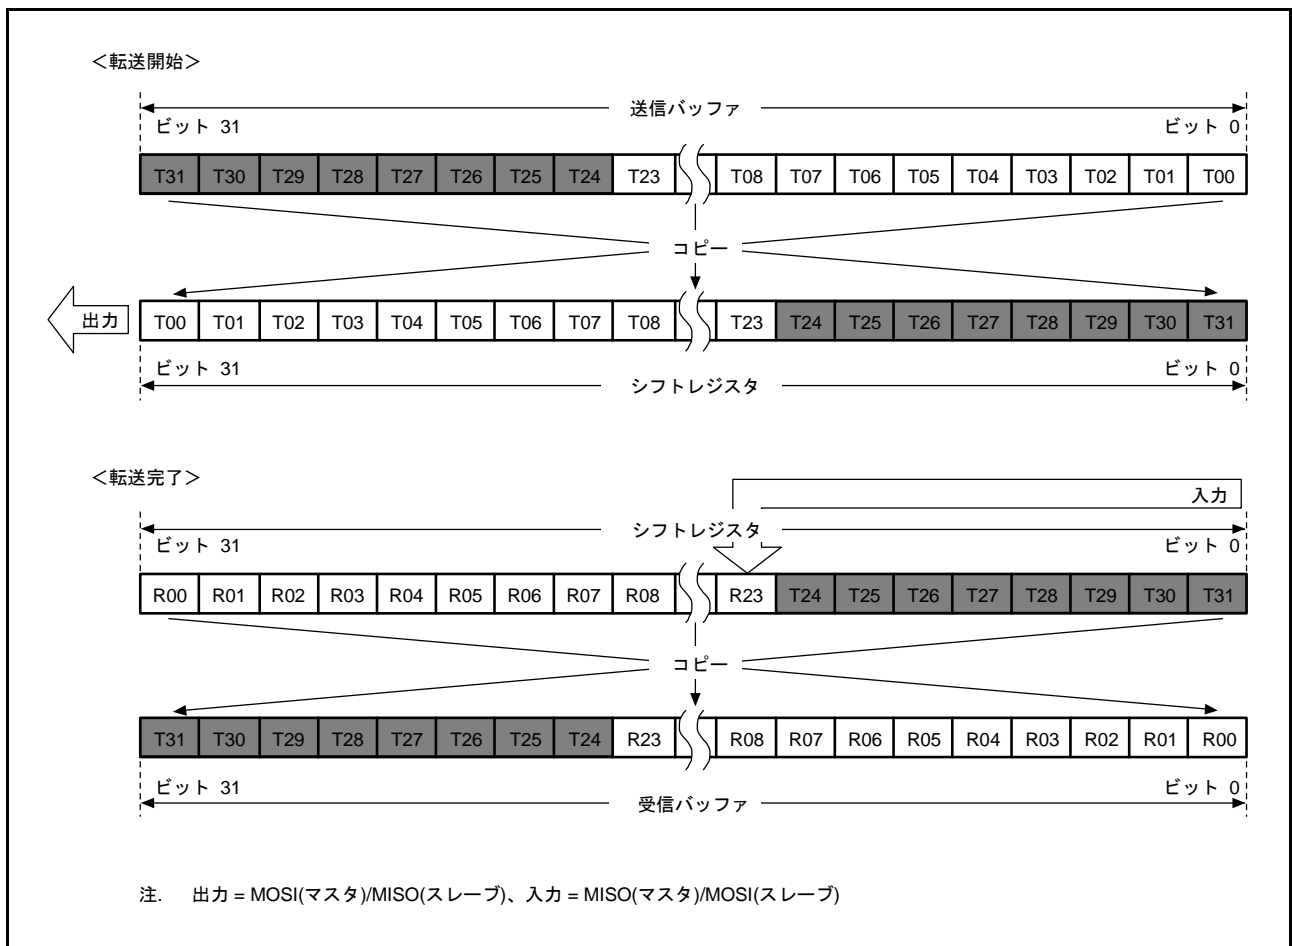 ＜転送開始＞
送信バッファ
ビット 31 ビット 0
T31 T30 T29 T28 T27 T26 T25 T24 T23 T08 T07 T06 T05 T04 T03 T02 T01 T00
コピー
出力 T00 T01 T02 T03 T04 T05 T06 T07 T08 T23 T24 T25 T26 T27 T28 T29 T30 T31
ビット 31 ビット 0
シフトレジスタ
＜転送完了＞
入力
シフトレジスタ
ビット 31 ビット 0
R00 R01 R02 R03 R04 R05 R06 R07 R08 R23 T24 T25 T26 T27 T28 T29 T30 T31
コピー
T31 T30 T29 T28 T27 T26 T25 T24 R23 R08 R07 R06 R05 R04 R03 R02 R01 R00
ビット 31 ビット 0
受信バッファ
注. 出力 = MOSI(マスタ)/MISO(スレーブ)、入力 = MISO(マスタ)/MOSI(スレーブ)